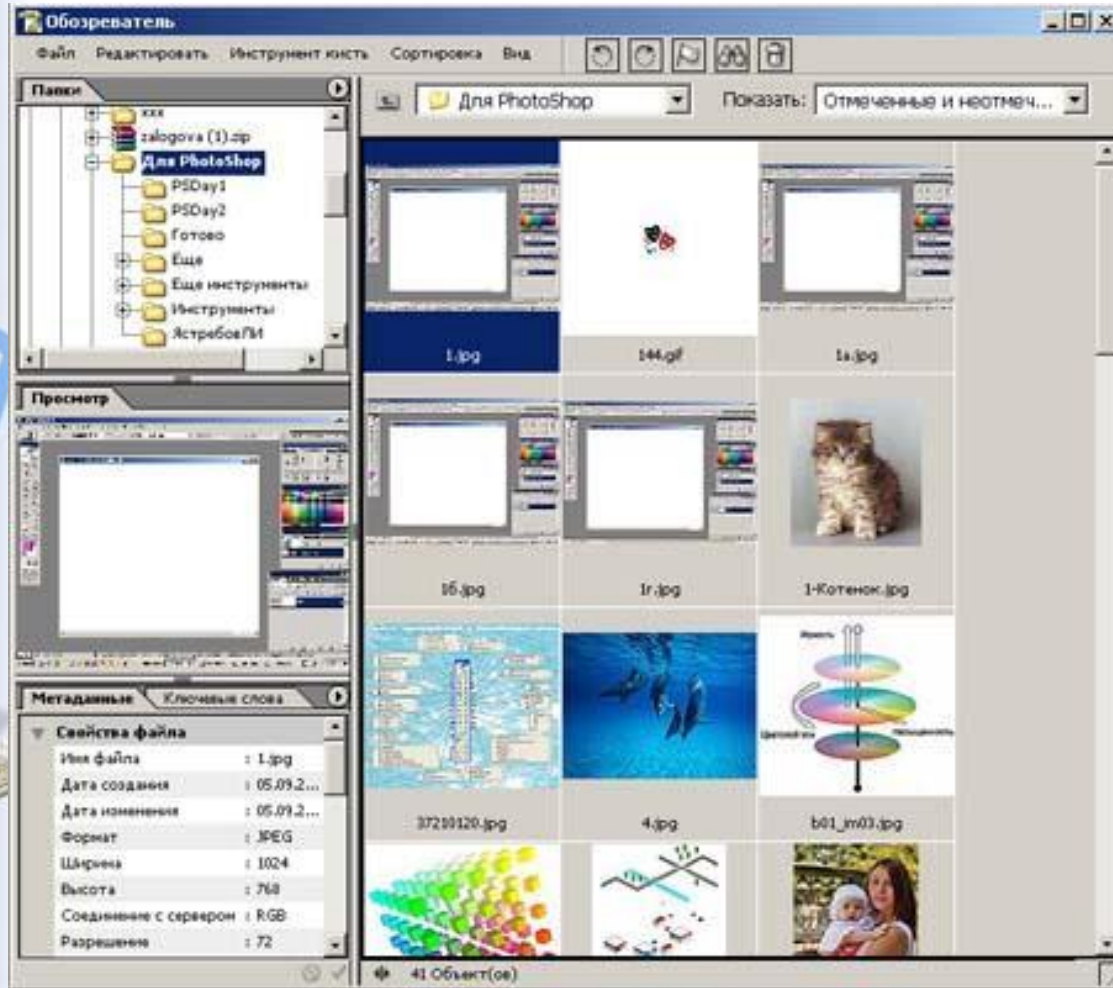 Обозреватель
Файл Редактировать Инструмент кисть Сортировка Вид
Папки
Для PhotoShop
Показать: Отмеченные и неотмеч...
xxx
zalogova (1).zip
Для PhotoShop
PSDay1
PSDay2
Готово
Еще
Еще инструменты
Инструменты
ЯстребовПИ
1.jpg
144.gif
1a.jpg
Просмотр
1б.jpg
1г.jpg
1-Котенок.jpg
Яркость
Цветовой тон
37210120.jpg
4.jpg
b01_im03.jpg
Метаданные Ключевые слова
Свойства файла
Имя файла : 1.jpg
Дата создания : 05.09.2...
Дата изменения : 05.09.2...
Формат : JPEG
Ширина : 1024
Высота : 768
Соединение с сервером : RGB
Разрешение : 72
41 Объект(ов)